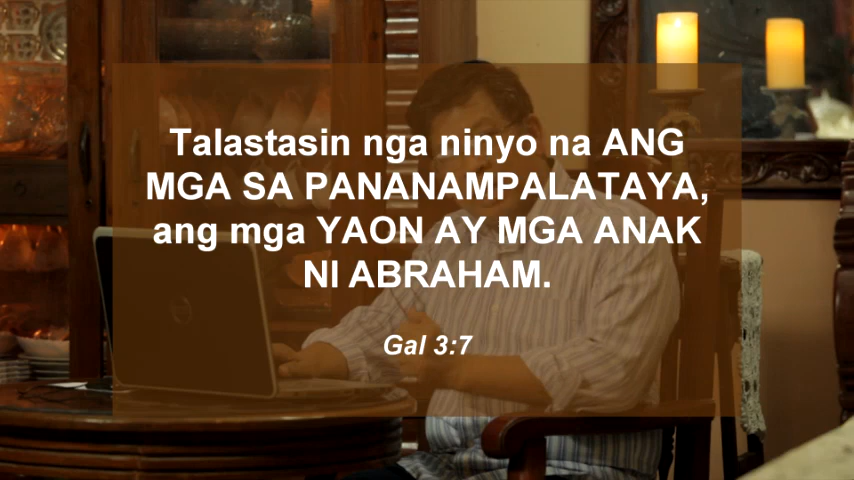 Talastasin nga ninyo na ANG
MGA SA PANANAMPALATAYA,
ang mga YAON AY MGA ANAK
NI ABRAHAM.
Gal 3:7